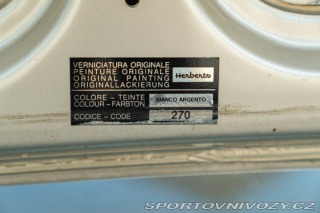 VERNICIATURA ORIGINALE
PEINTURE ORIGINALE
ORIGINAL PAINTING
ORIGINALLACKIERUNG
Herberts
COLORE - TEINTE
COLOUR - FARBTON
BIANCO ARGENTO
CODICE - CODE
270
SPORTOVNIVOZY.CZ